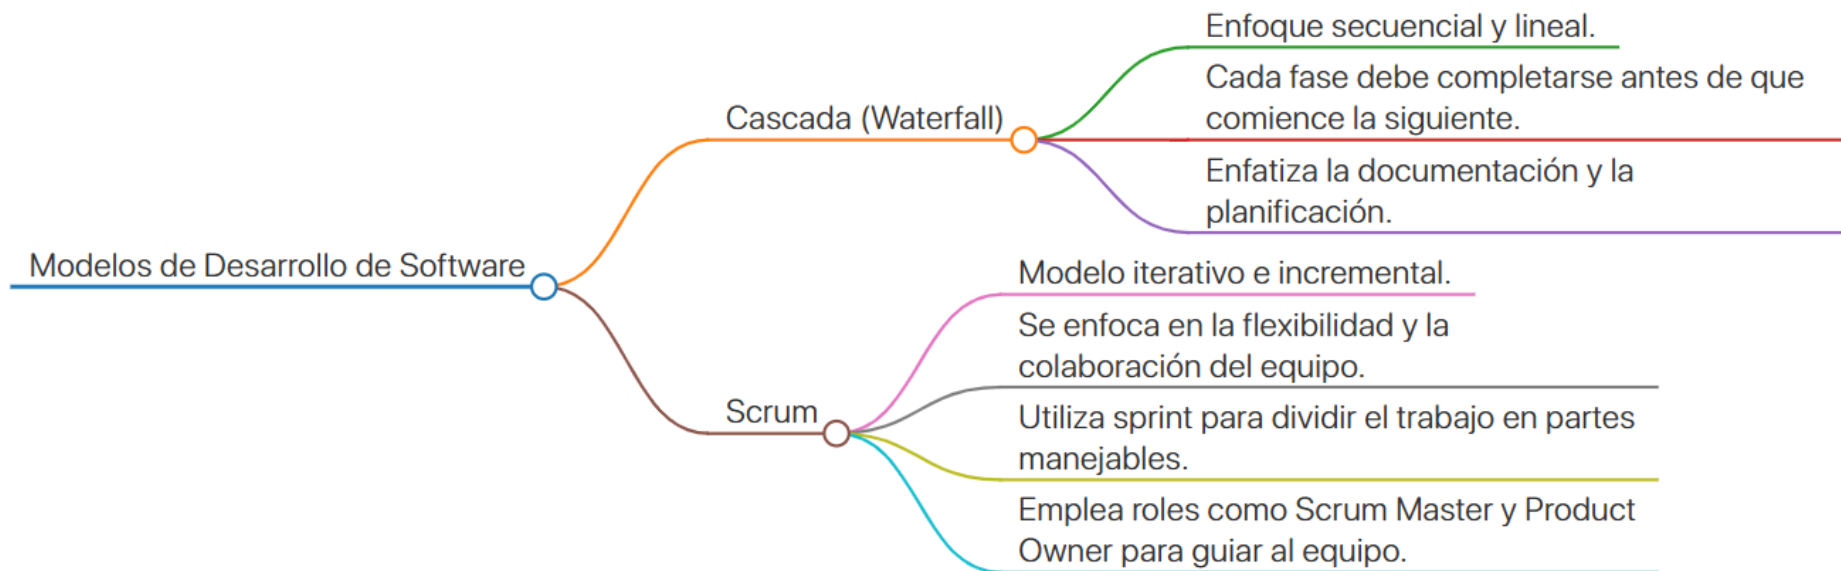 Modelos de Desarrollo de Software
Cascada (Waterfall)
Enfoque secuencial y lineal.
Cada fase debe completarse antes de que
comience la siguiente.
Enfatiza la documentación y la
planificación.
Scrum
Modelo iterativo e incremental.
Se enfoca en la flexibilidad y la
colaboración del equipo.
Utiliza sprint para dividir el trabajo en partes
manejables.
Emplea roles como Scrum Master y Product
Owner para guiar al equipo.